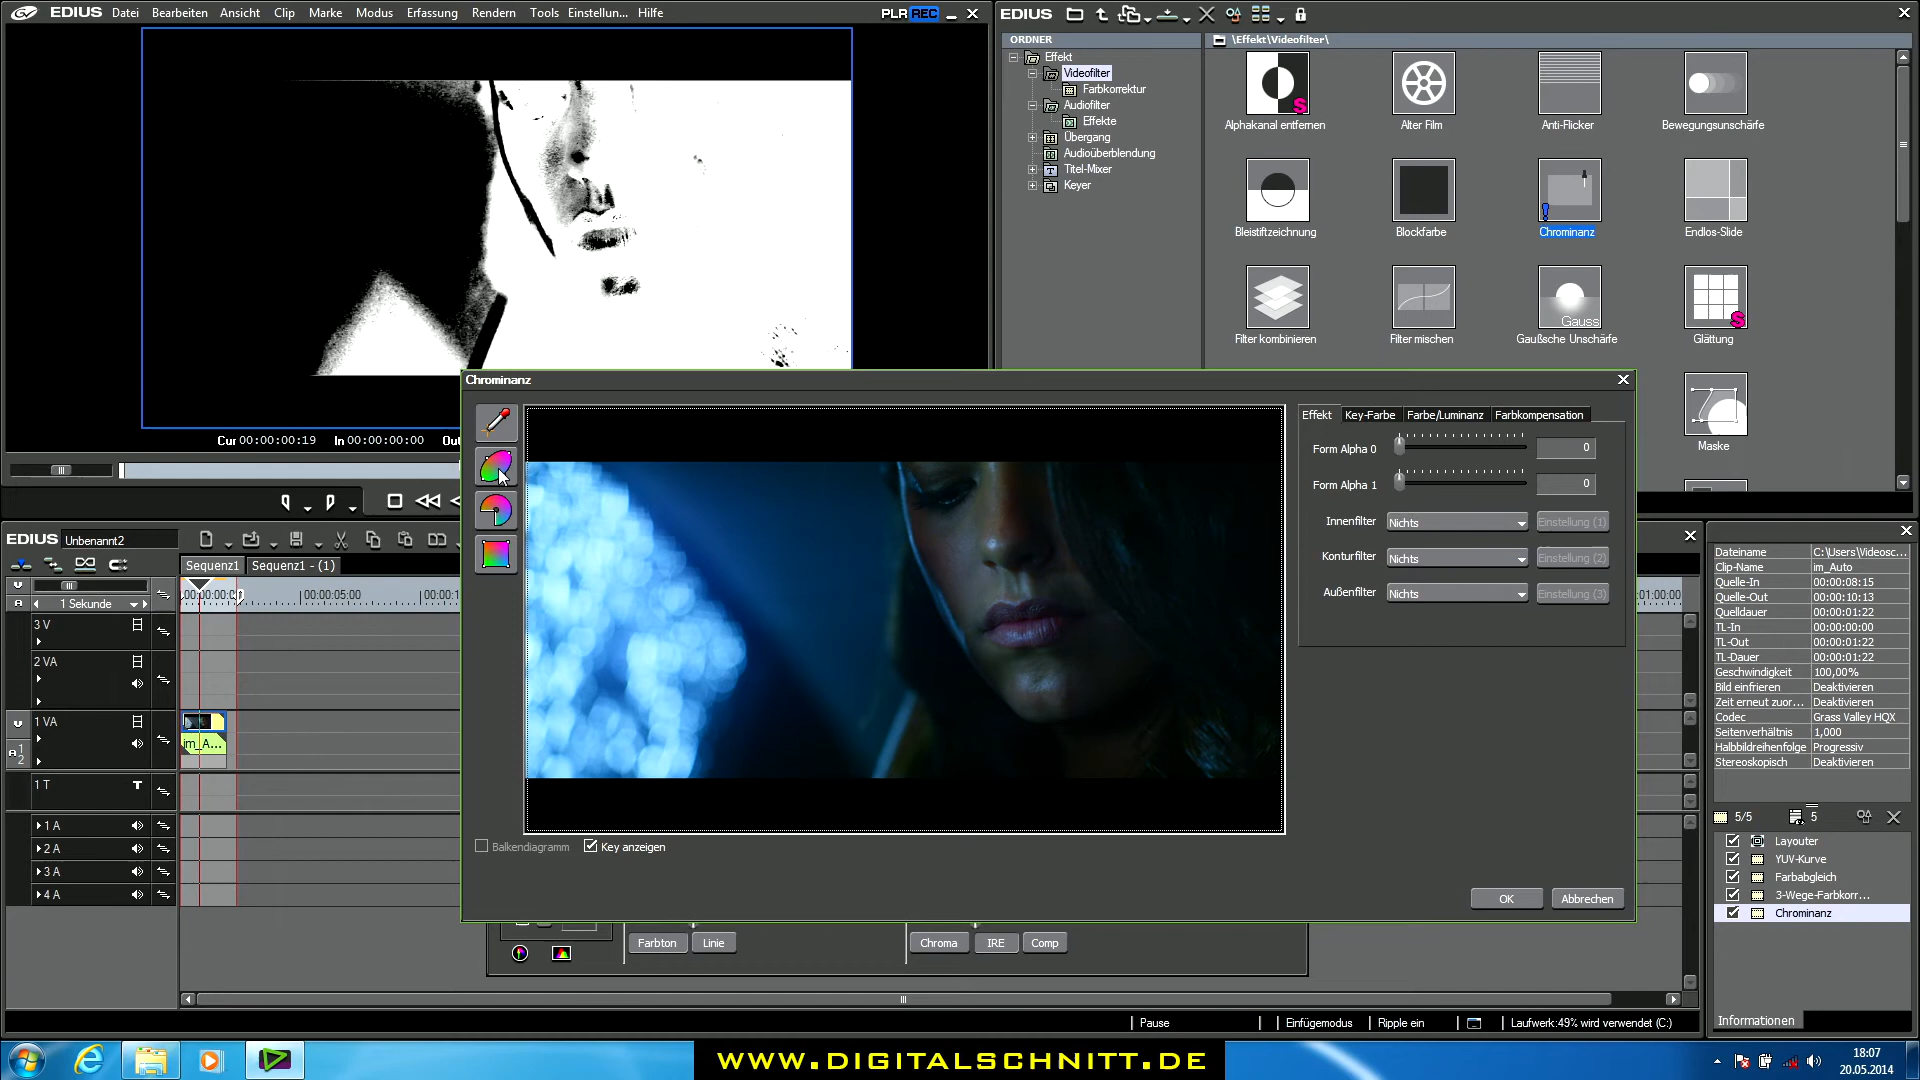 EDIUS Datei Bearbeiten Ansicht Clip Marke Modus Erfassung Rendern Tools Einstellun... Hilfe PLR REC
EDIUS
ORDNER
\Effekt\Videofilter\
Effekt
Videofilter
Farbkorrektur
Audiofilter
Effekte
Übergang
Audioüberblendung
Titel-Mixer
Keyer
Alphakanal entfernen Alter Film Anti-Flicker Bewegungsunschärfe
Bleistiftzeichnung Blockfarbe Chrominanz Endlos-Slide
Gauss
Filter kombinieren Filter mischen Gaußsche Unschärfe Glättung
Maske
Cur 00:00:00:19 In 00:00:00:00 Out
Chrominanz
Effekt Key-Farbe Farbe/Luminanz Farbkompensation
Form Alpha 0 0
Form Alpha 1 0
Innenfilter Nichts Einstellung (1)
Konturfilter Nichts Einstellung (2)
Außenfilter Nichts Einstellung (3)
Balkendiagramm Key anzeigen
OK Abbrechen
EDIUS Unbenannt2
Sequenz1 Sequenz1 - (1)
1 Sekunde
00:00:05:00
01:00:00
3 V
2 VA
1 VA
im_A...
1 T
1 A
2 A
3 A
4 A
Farbton Linie Chroma IRE Comp
Dateiname C:\Users\Videosc...
Clip-Name im_Auto
Quelle-In 00:00:08:15
Quelle-Out 00:00:10:13
Quelldauer 00:00:01:22
TL-In 00:00:00:00
TL-Out 00:00:01:22
TL-Dauer 00:00:01:22
Geschwindigkeit 100,00%
Bild einfrieren Deaktivieren
Zeit erneut zuor... Deaktivieren
Codec Grass Valley HQX
Seitenverhältnis 1,000
Halbbildreihenfolge Progressiv
Stereoskopisch Deaktivieren
5/5 5
Layouter
YUV-Kurve
Farbabgleich
3-Wege-Farbkorr...
Chrominanz
Informationen
Pause Einfügemodus Ripple ein Laufwerk:49% wird verwendet (C:)
WWW.DIGITALSCHNITT.DE
18:07
20.05.2014